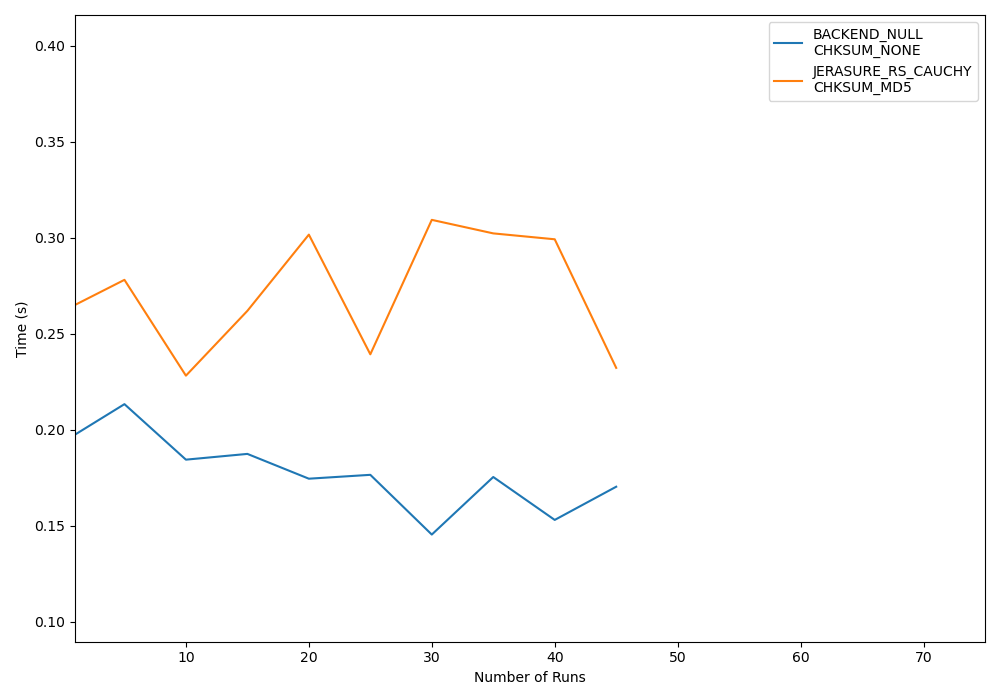 BACKEND_NULL
CHKSUM_NONE
JERASURE_RS_CAUCHY
CHKSUM_MD5
0.40
0.35
0.30
0.25
0.20
0.15
0.10
Time (s)
10 20 30 40 50 60 70
Number of Runs